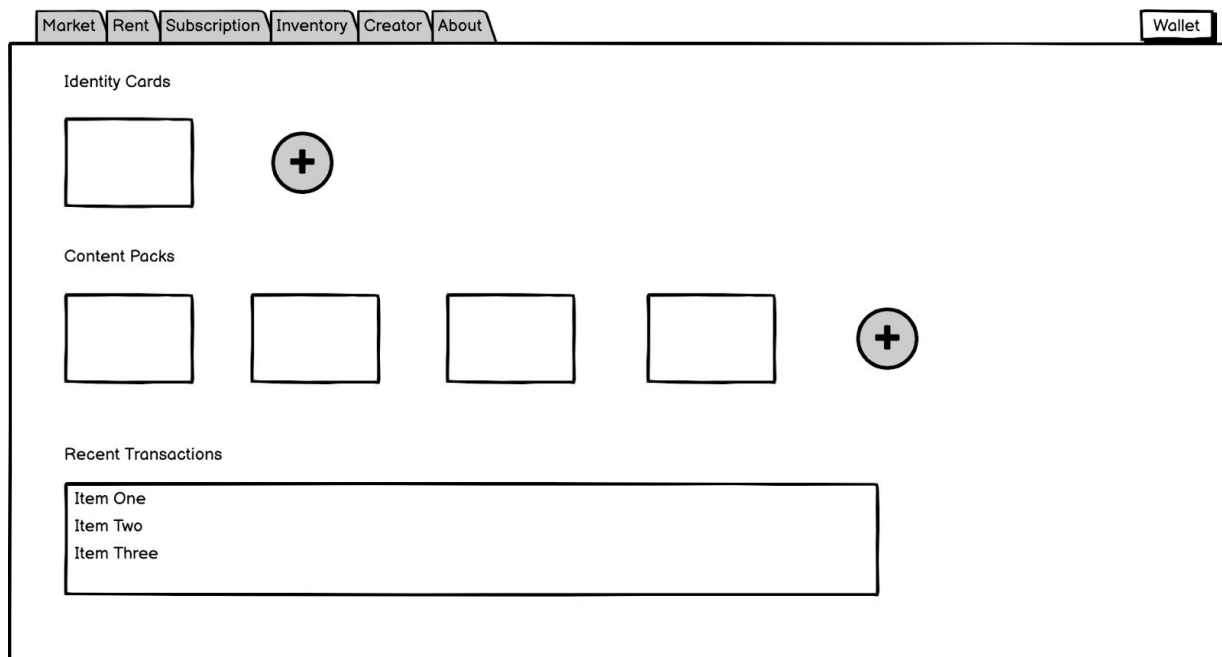 Market Rent Subscription Inventory Creator About Wallet
Identity Cards
Content Packs
Recent Transactions
Item One
Item Two
Item Three